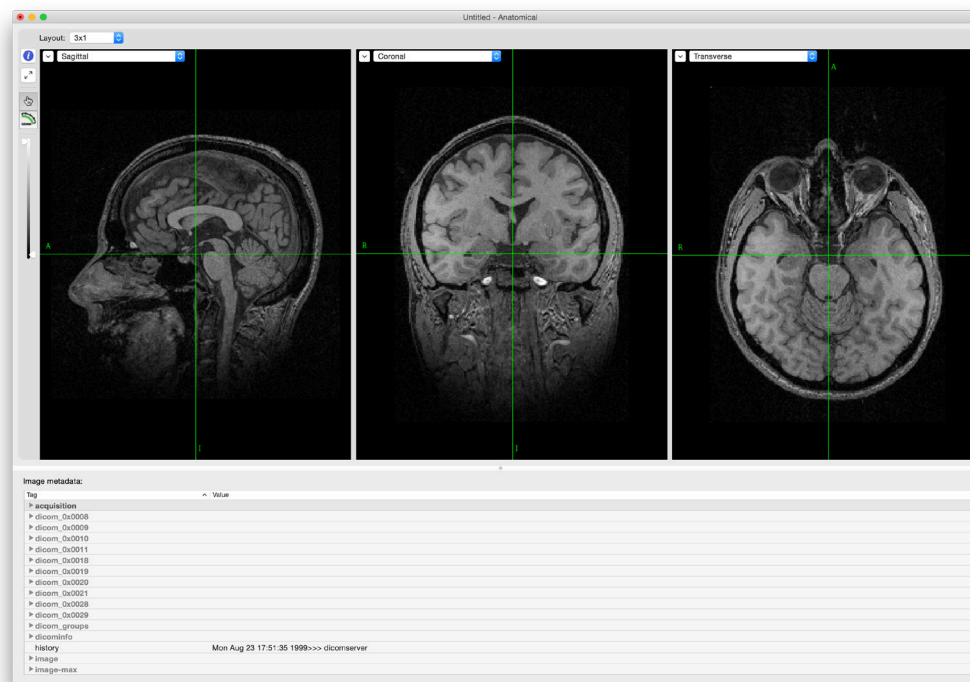 Untitled - Anatomical
Layout: 3x1
Sagittal
Coronal
Transverse
A
A
R
R
I
I
Image metadata:
Tag
Value
acquisition
dicom_0x0008
dicom_0x0009
dicom_0x0010
dicom_0x0011
dicom_0x0018
dicom_0x0019
dicom_0x0020
dicom_0x0021
dicom_0x0028
dicom_0x0029
dicom_groups
dicominfo
history Mon Aug 23 17:51:35 1999>>> dicomserver
image
image-max